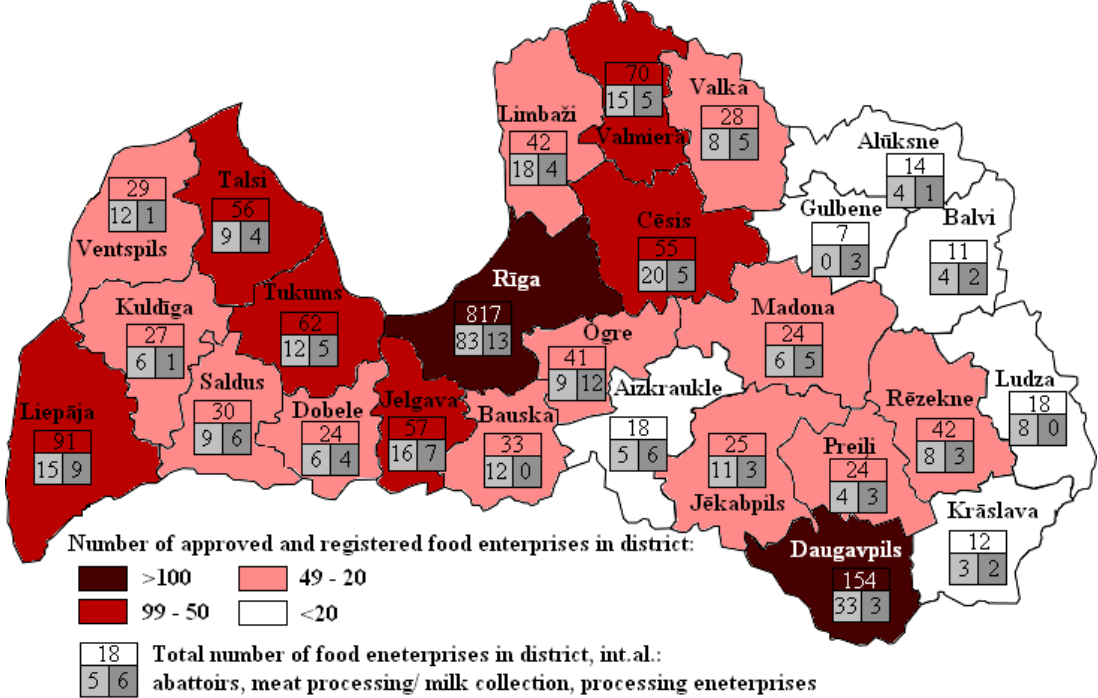 70
15 5
Valmiera
Valka
28
8 5
Limbaži
42
18 4
Alūksne
14
4 1
Talsi
56
9 4
29
12 1
Ventspils
Gulbene
7
0 3
Balvi
11
4 2
Cēsis
55
20 5
Rīga
817
83 13
Tukums
62
12 5
Kuldīga
27
6 1
Madona
24
6 5
Ogre
41
9 12
Aizkraukle
18
5 6
Ludza
18
8 0
Saldus
30
9 6
Liepāja
91
15 9
Dobele
24
6 4
Jelgava
57
16 7
Bauska
33
12 0
Rēzekne
42
8 3
25
11 3
Jēkabpils
Preiļi
24
4 3
Krāslava
12
3 2
Daugavpils
154
33 3
Number of approved and registered food enterprises in district:
>100 49 - 20
99 - 50 <20
18 Total number of food eneterprises in district, int.al.:
5 6 abattoirs, meat processing/ milk collection, processing eneterprises